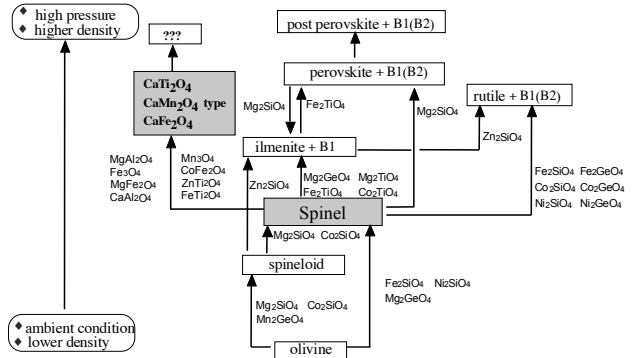 ◆ high pressure
◆ higher density
???
post perovskite + B1(B2)
perovskite + B1(B2)
CaTi2O4
CaMn2O4 type
CaFe2O4
Mg2SiO4
Fe2TiO4
Mg2SiO4
rutile + B1(B2)
Zn2SiO4
ilmenite + B1
MgAl2O4
Fe3O4
MgFe2O4
CaAl2O4
Mn3O4
CoFe2O4
ZnTi2O4
FeTi2O4
Zn2SiO4
Mg2GeO4 Mg2TiO4
Fe2TiO4 Co2TiO4
Fe2SiO4 Fe2GeO4
Co2SiO4 Co2GeO4
Ni2SiO4 Ni2GeO4
Spinel
Mg2SiO4 Co2SiO4
spineloid
Mg2SiO4 Co2SiO4
Mn2GeO4
Fe2SiO4 Ni2SiO4
Mg2GeO4
◆ ambient condition
◆ lower density
olivine